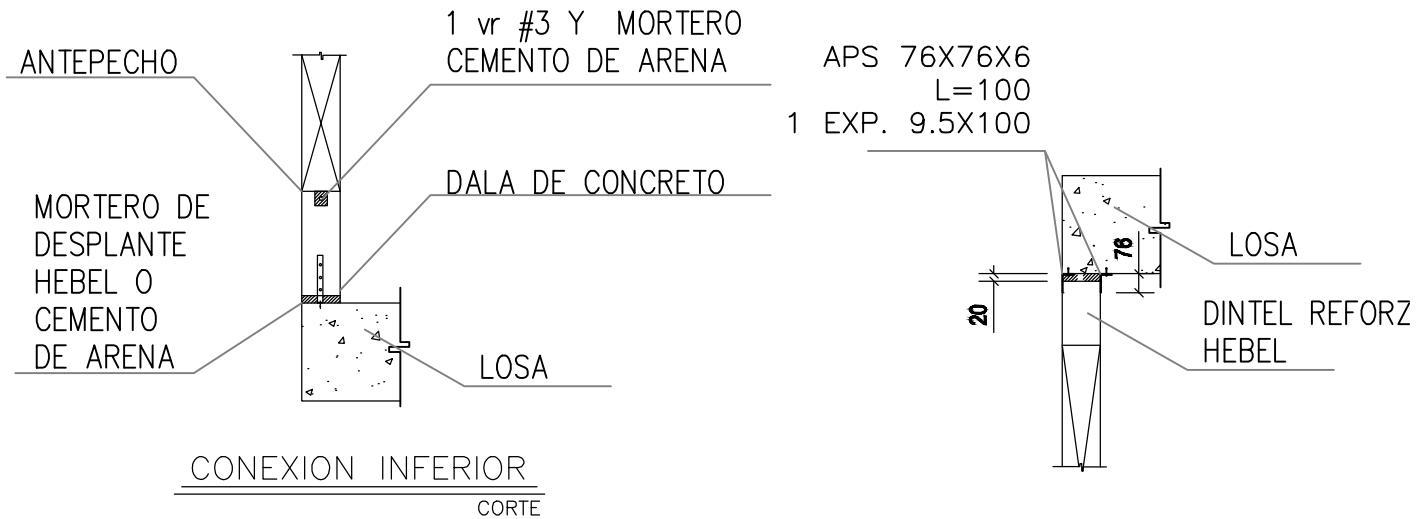 ANTEPECHO
1 vr #3 Y MORTERO
CEMENTO DE ARENA
DALA DE CONCRETO
MORTERO DE
DESPLANTE
HEBEL O
CEMENTO
DE ARENA
LOSA
CONEXION INFERIOR
CORTE
APS 76X76X6
L=100
1 EXP. 9.5X100
76
LOSA
20
DINTEL REFORZ
HEBEL